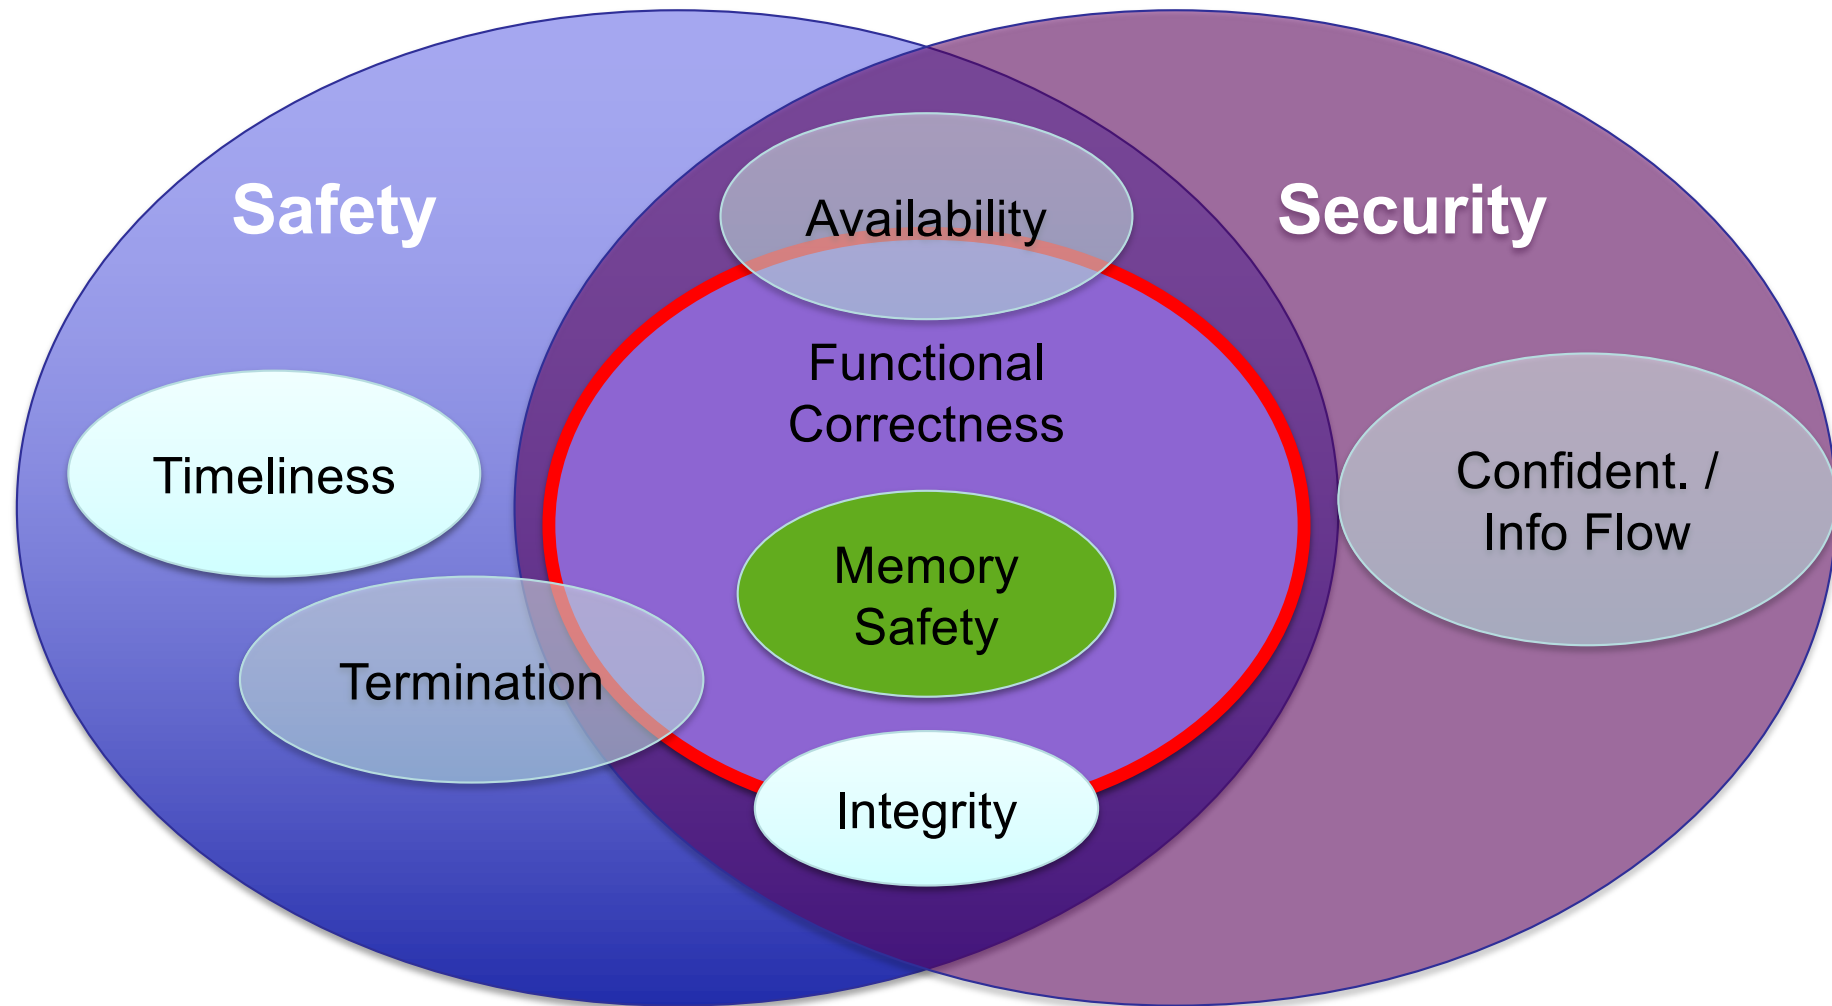 Safety
Security
Availability
Functional
Correctness
Timeliness
Confident. /
Info Flow
Memory
Safety
Termination
Integrity